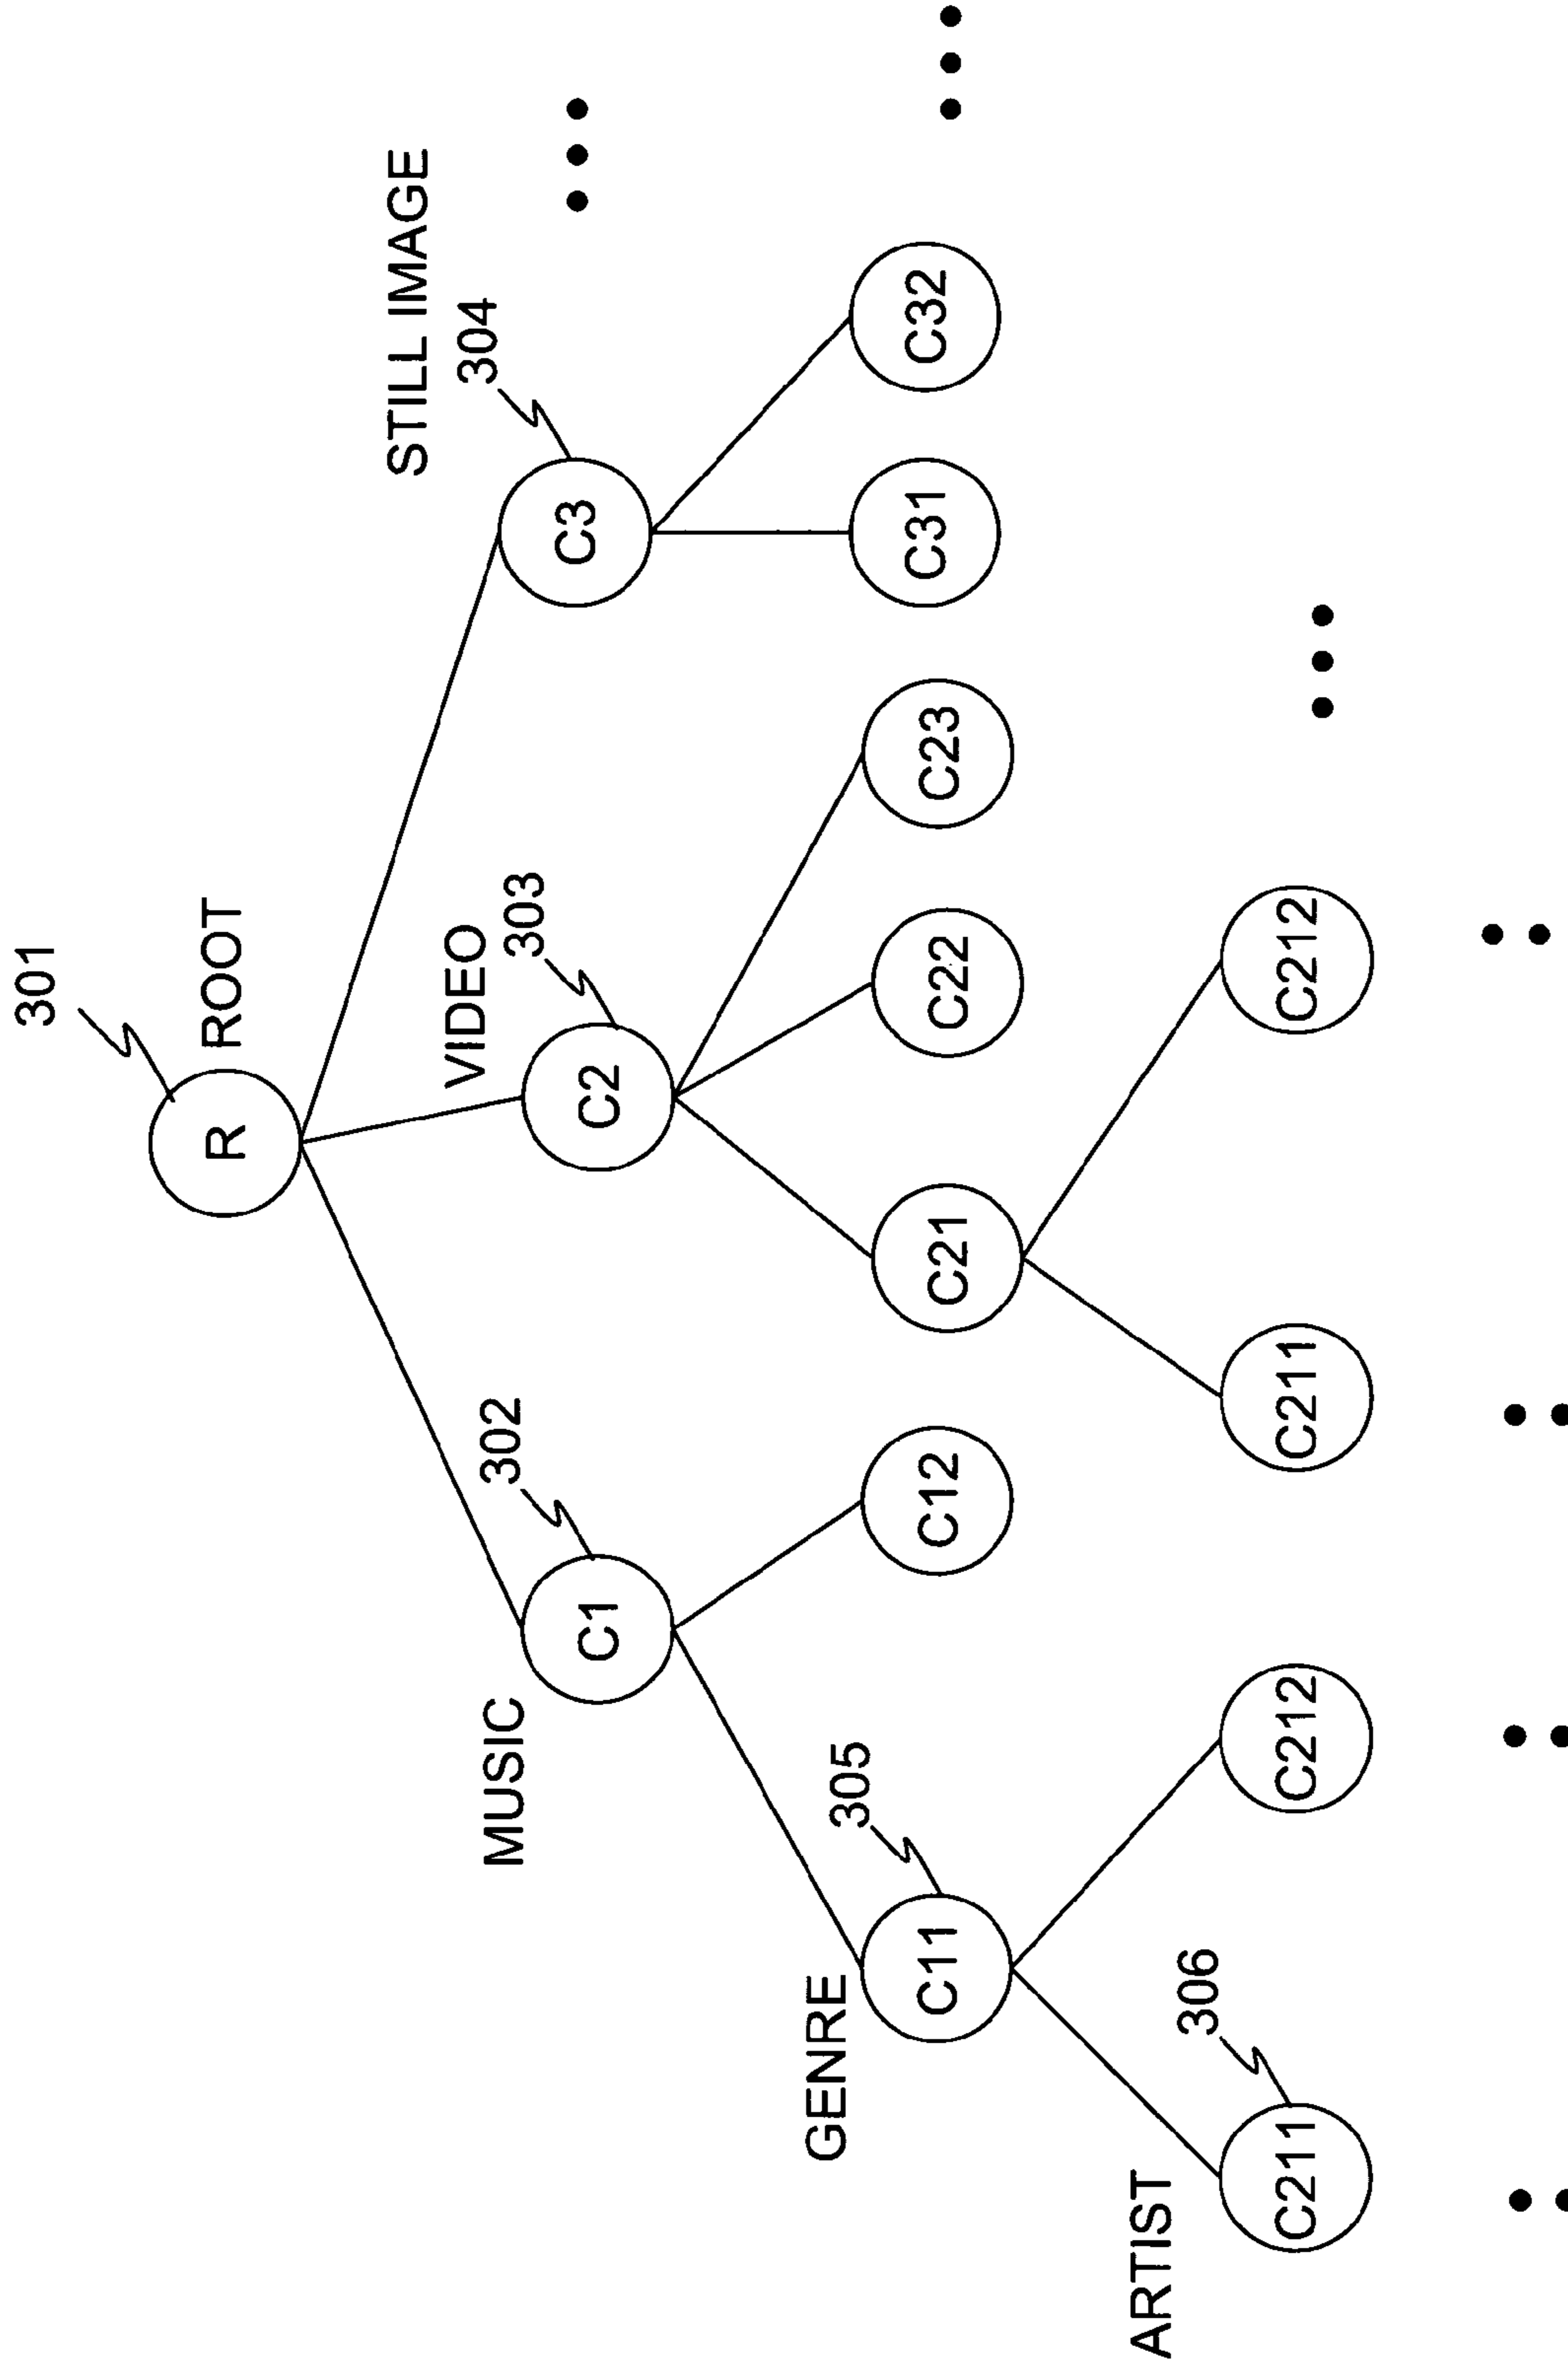 301
R
ROOT
MUSIC
302
C1
VIDEO
303
C2
STILL IMAGE
304
C3
GENRE
305
C11
C12
C21
C22
C23
C31
C32
ARTIST
306
C211
C212
C211
C212